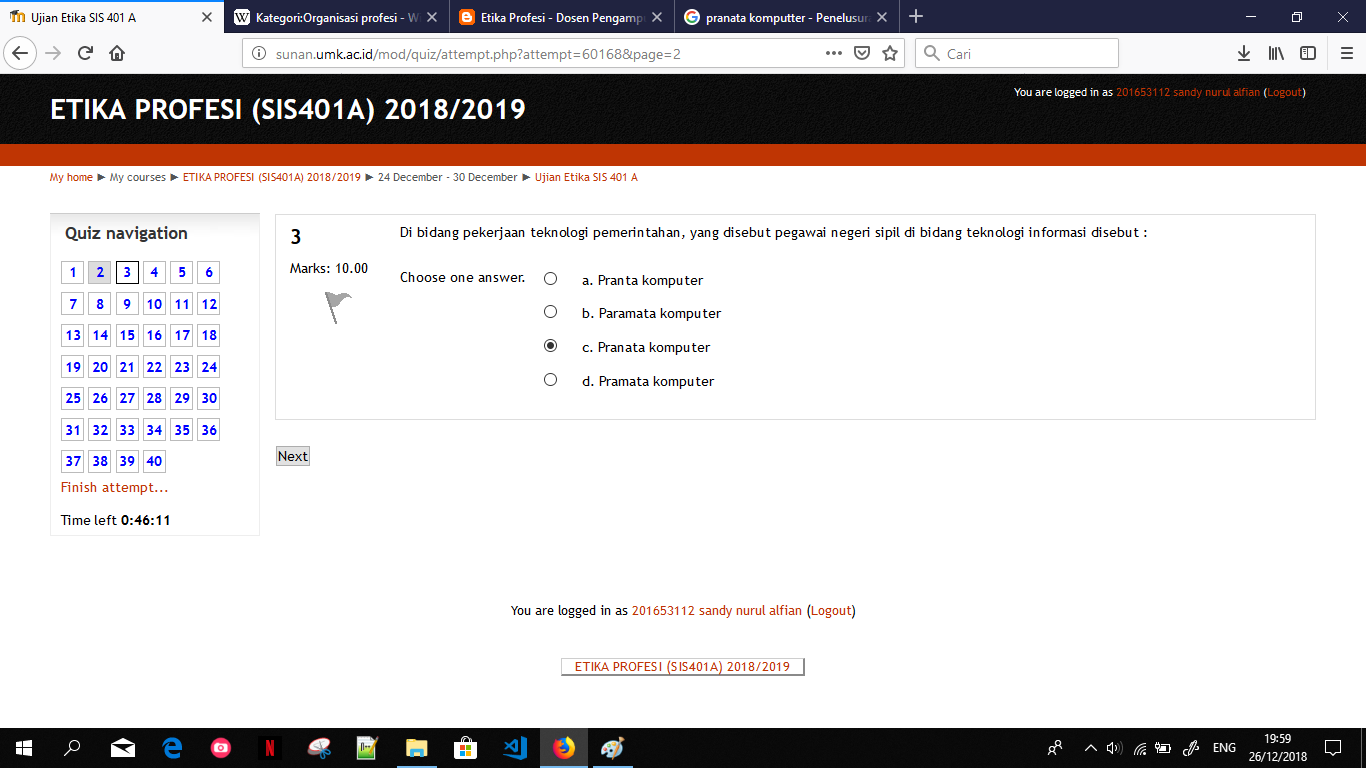 Ujian Etika SIS 401 A
Kategori:Organisasi profesi - W
Etika Profesi - Dosen Pengamp
pranata komputter - Penelusur
sunan.umk.ac.id/mod/quiz/attempt.php?attempt=60168&page=2
Cari
You are logged in as 201653112 sandy nurul alfian (Logout)
ETIKA PROFESI (SIS401A) 2018/2019
My home ► My courses ► ETIKA PROFESI (SIS401A) 2018/2019 ► 24 December - 30 December ► Ujian Etika SIS 401 A
Quiz navigation
1 2 3 4 5 6
7 8 9 10 11 12
13 14 15 16 17 18
19 20 21 22 23 24
25 26 27 28 29 30
31 32 33 34 35 36
37 38 39 40
Finish attempt...
Time left 0:46:11
3
Marks: 10.00
Di bidang pekerjaan teknologi pemerintahan, yang disebut pegawai negeri sipil di bidang teknologi informasi disebut :
Choose one answer.
a. Pranta komputer
b. Paramata komputer
c. Pranata komputer
d. Pramata komputer
Next
You are logged in as 201653112 sandy nurul alfian (Logout)
ETIKA PROFESI (SIS401A) 2018/2019
ENG
19:59
26/12/2018